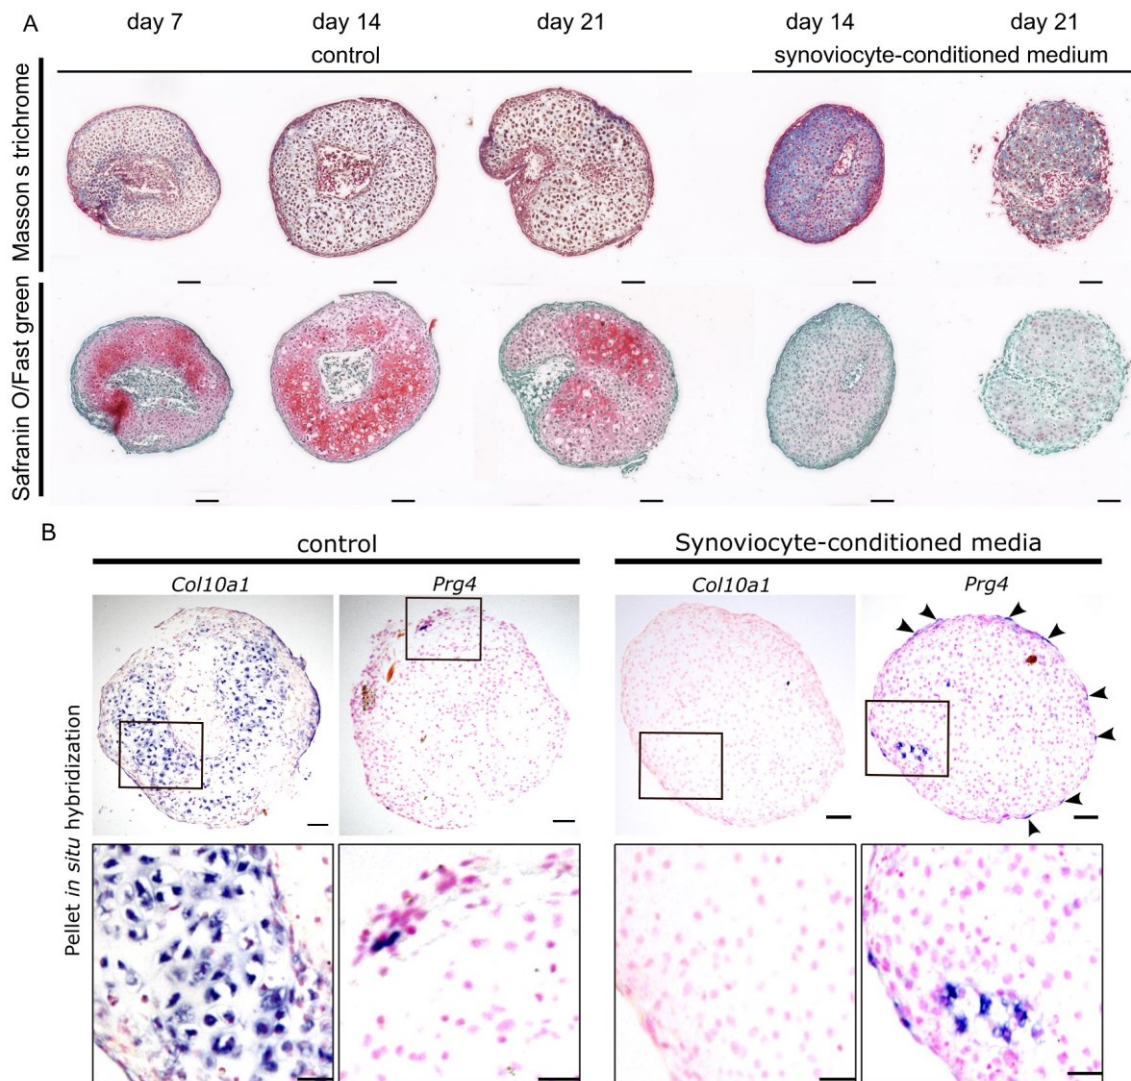 A
day 7 day 14 day 21 day 14 day 21
control synoviocyte-conditioned medium
Masson s trichrome
Safranin O/Fast green
B
control Synoviocyte-conditioned media
Col10a1 Prg4 Col10a1 Prg4
Pellet in situ hybridization